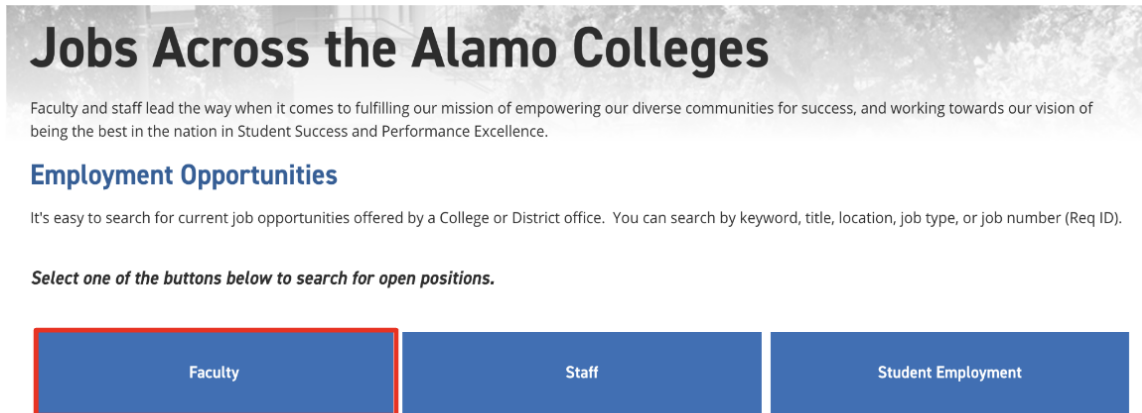 Jobs Across the Alamo Colleges
Faculty and staff lead the way when it comes to fulfilling our mission of empowering our diverse communities for success, and working towards our vision of
being the best in the nation in Student Success and Performance Excellence.
Employment Opportunities
It's easy to search for current job opportunities offered by a College or District office.  You can search by keyword, title, location, job type, or job number (Req ID).
Select one of the buttons below to search for open positions.
Faculty
Staff
Student Employment